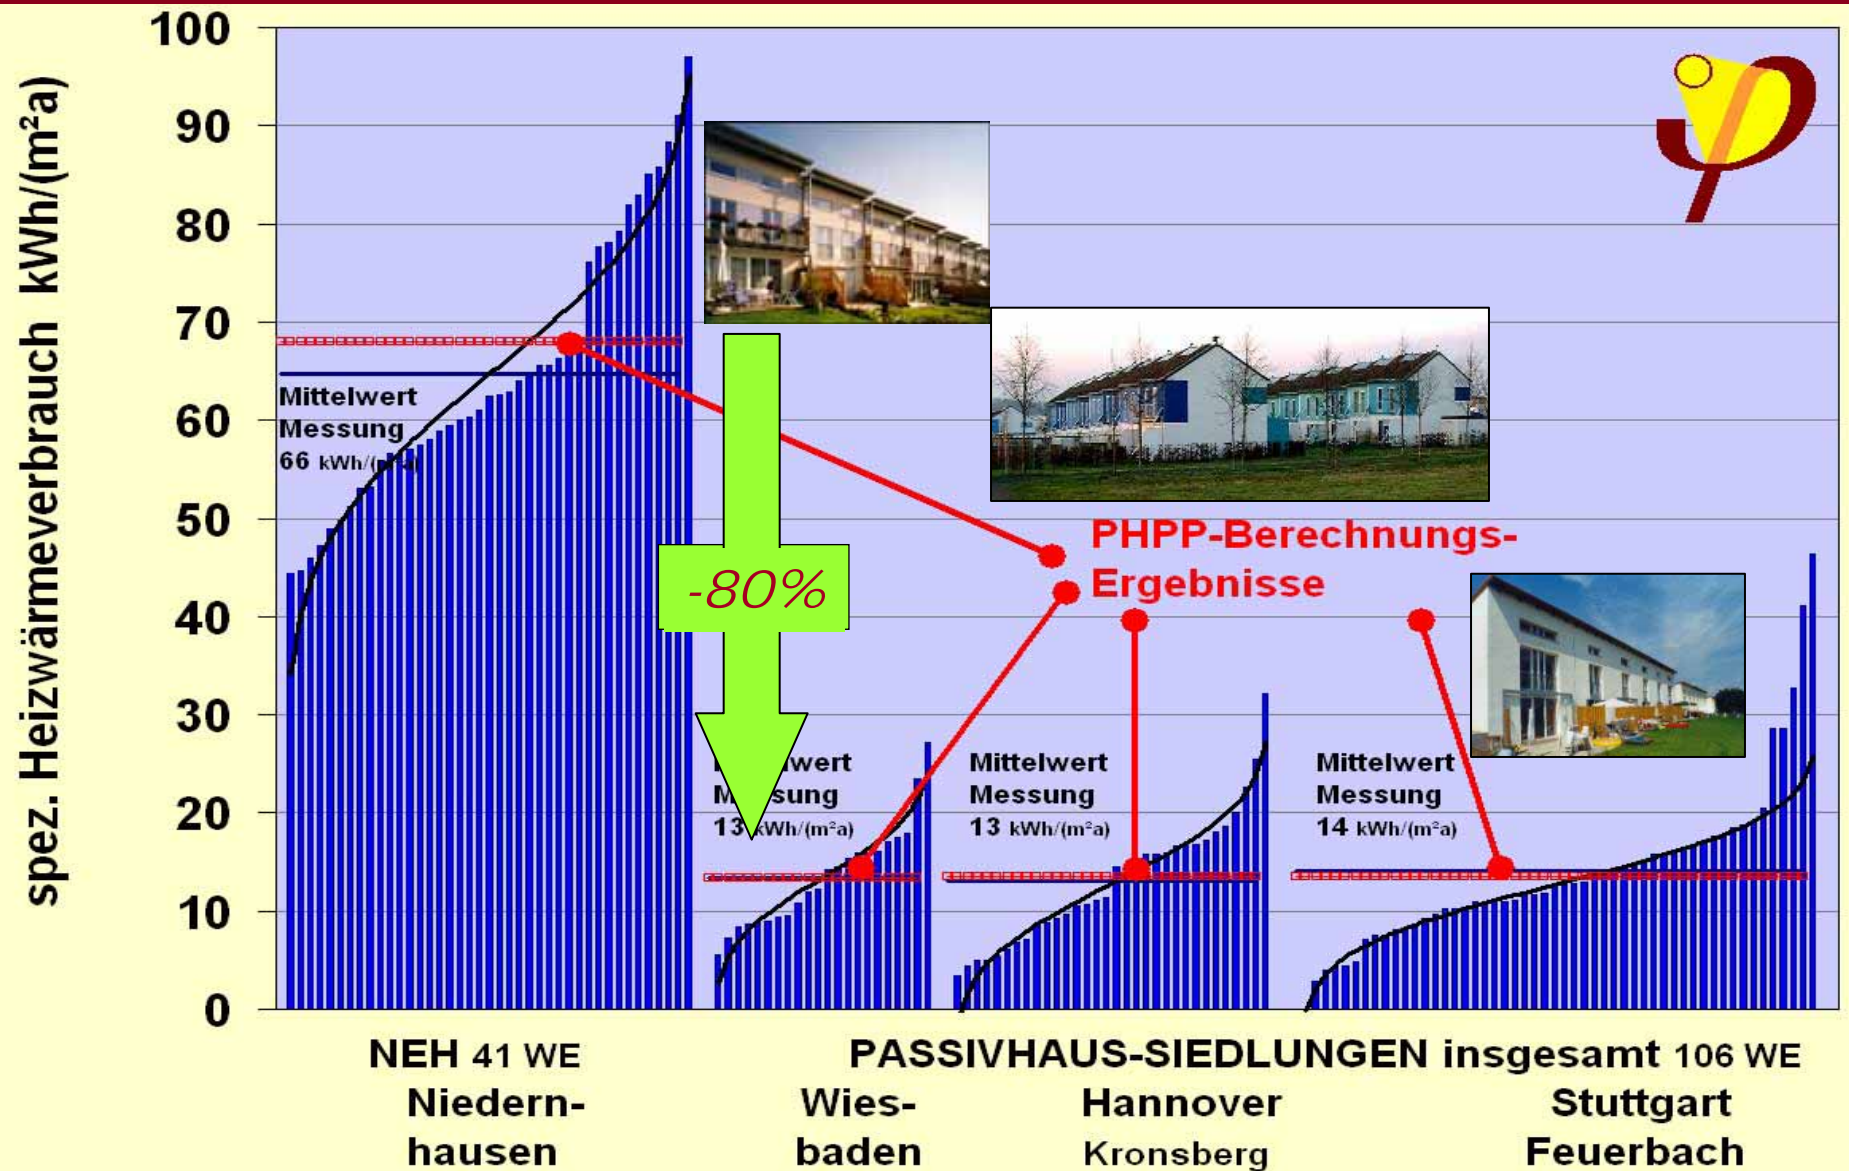 spez. Heizwärmeverbrauch kWh/(m²a)
100
90
80
70
60
50
40
30
20
10
0
Mittelwert
Messung
66 kWh/(m²a)
-80%
PHPP-Berechnungs-
Ergebnisse
Messung
13 kWh/(m²a)
Mittelwert
Messung
13 kWh/(m²a)
Mittelwert
Messung
14 kWh/(m²a)
NEH 41 WE
Niedern-
hausen
PASSIVHAUS-SIEDLUNGEN insgesamt 106 WE
Wies-
baden
Hannover
Kronsberg
Stuttgart
Feuerbach